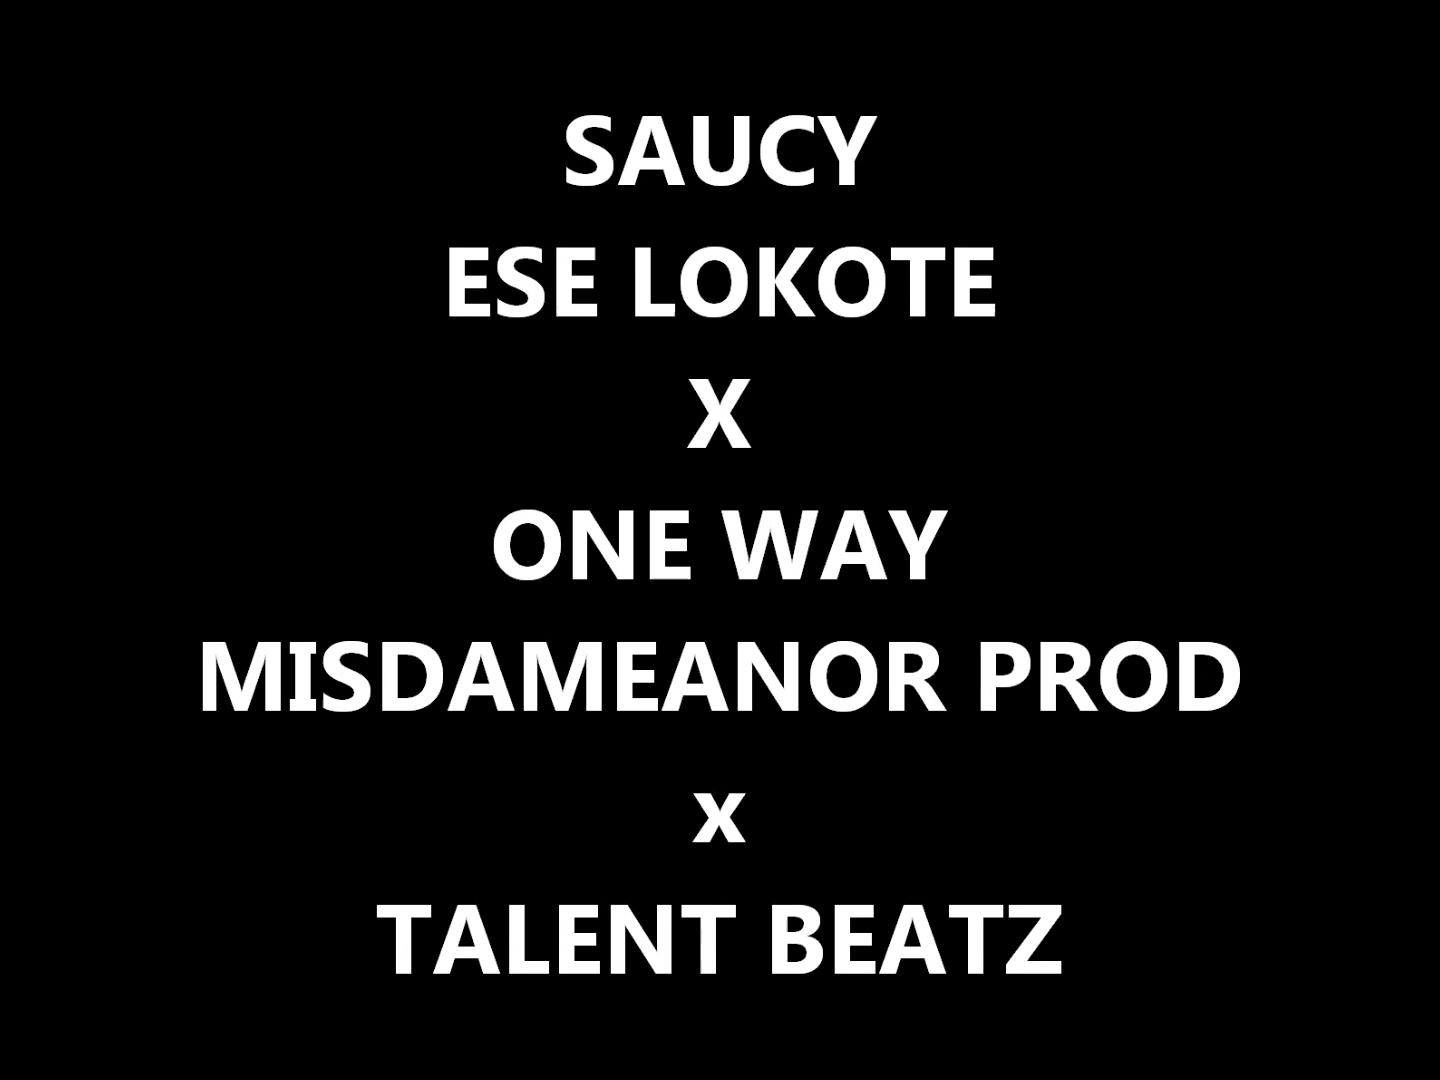 SAUCY
ESE LOKOTE
X
ONE WAY
MISDAMEANOR PROD
x
TALENT BEATZ